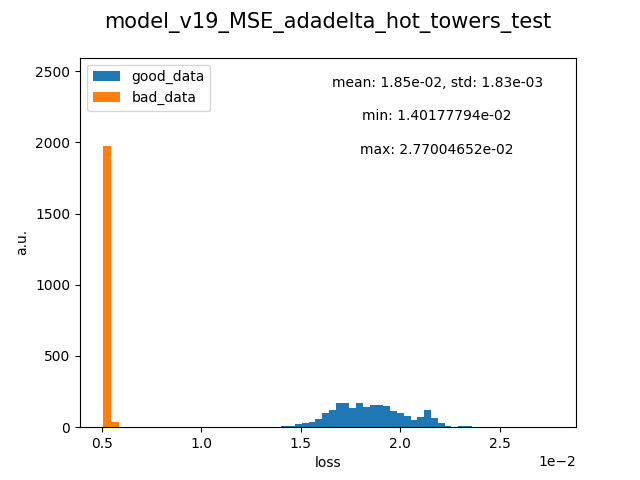 model_v19_MSE_adadelta_hot_towers_test
good_data
bad_data
mean: 1.85e-02, std: 1.83e-03
min: 1.40177794e-02
max: 2.77004652e-02
2500
2000
1500
1000
500
0
a.u.
0.5
1.0
1.5
2.0
2.5
loss
1e−2